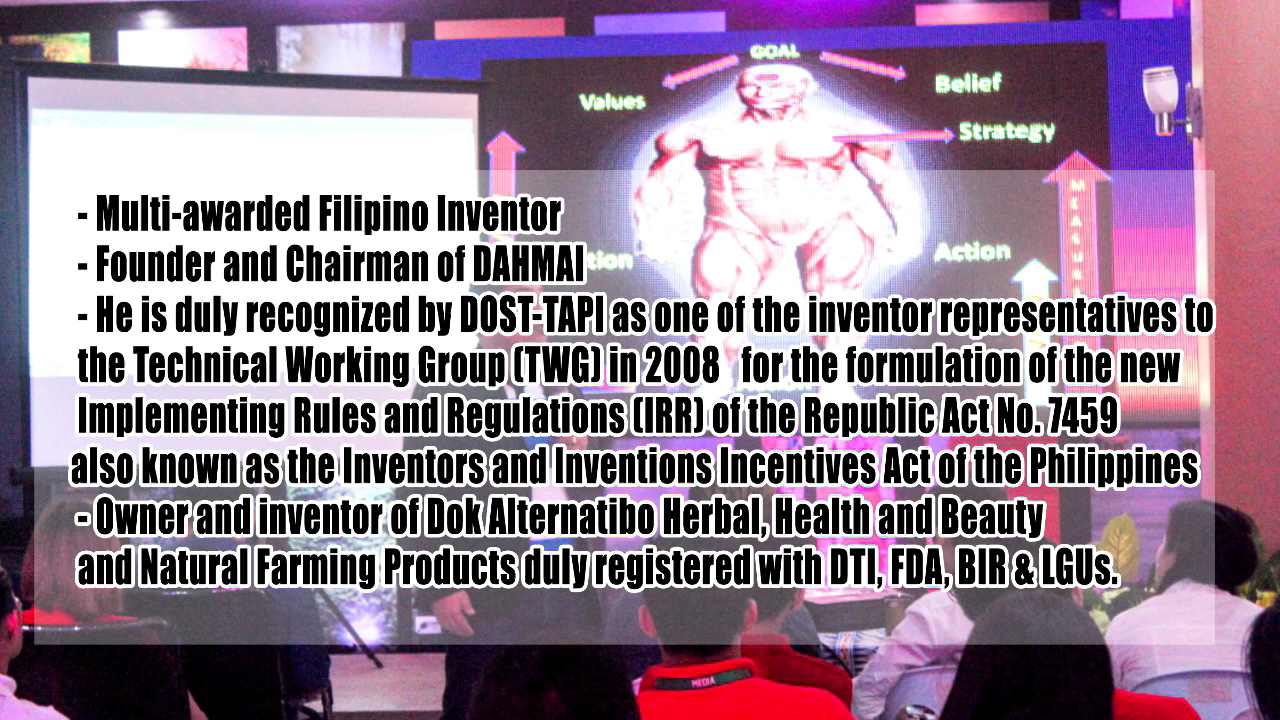 GOAL
Values
Belief
Strategy
- Multi-awarded Filipino Inventor
- Founder and Chairman of DAHMAI
Action
- He is duly recognized by DOST-TAPI as one of the inventor representatives to
the Technical Working Group (TWG) in 2008 for the formulation of the new
Implementing Rules and Regulations (IRR) of the Republic Act No. 7459
also known as the Inventors and Inventions Incentives Act of the Philippines
- Owner and inventor of Dok Alternatibo Herbal, Health and Beauty
and Natural Farming Products duly registered with DTI, FDA, BIR & LGUs.
MEDIA